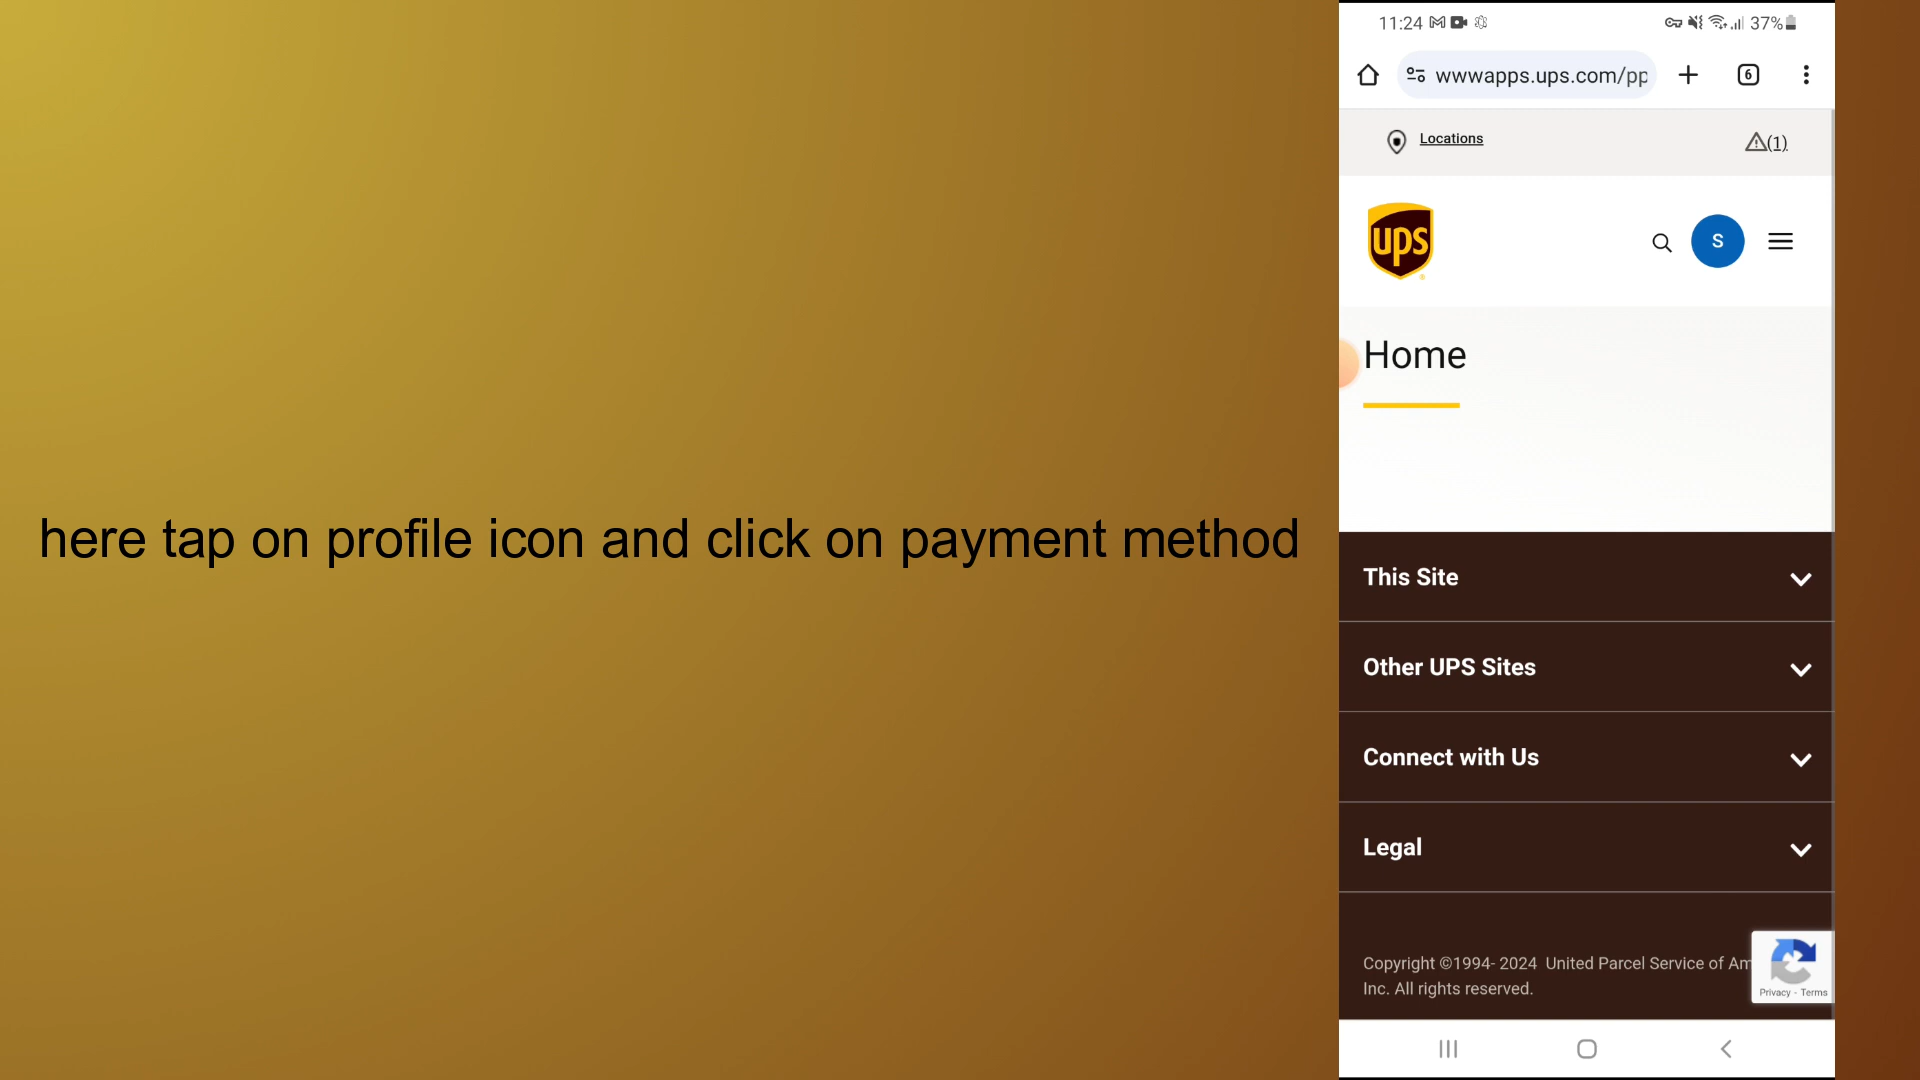 here tap on profile icon and click on payment method
11:24
37%
wwwapps.ups.com/pp
6
Locations
(1)
ups
S
Home
This Site
Other UPS Sites
Connect with Us
Legal
Copyright ©1994- 2024 United Parcel Service of Am
Inc. All rights reserved.
Privacy - Terms